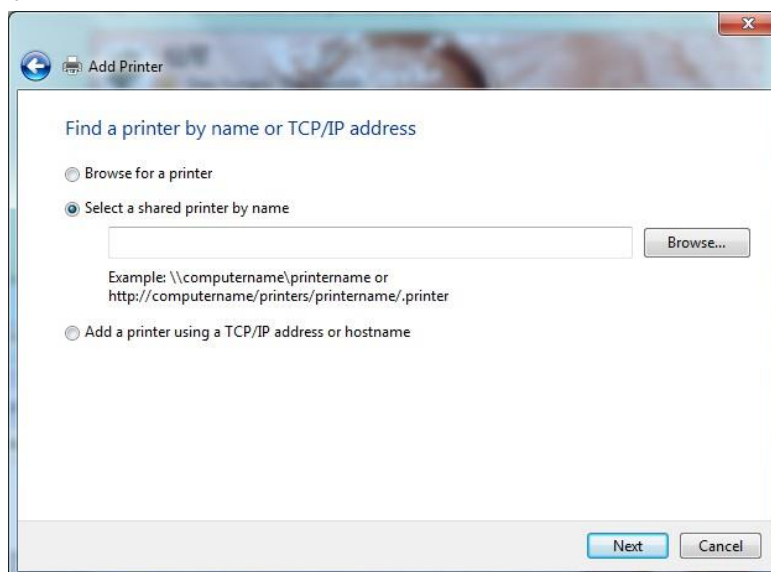 Add Printer
Find a printer by name or TCP/IP address
Browse for a printer
Select a shared printer by name
Browse...
Example: \\computername\printername or
http://computername/printers/printername/.printer
Add a printer using a TCP/IP address or hostname
Next Cancel